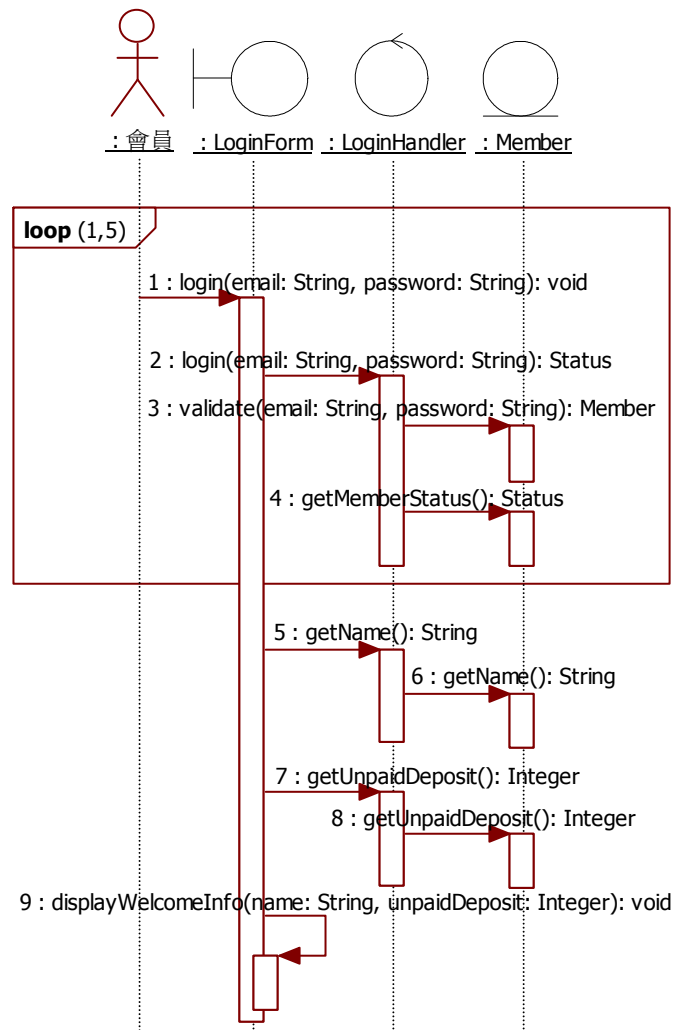 : 會員
: LoginForm
: LoginHandler
: Member
loop (1,5)
1 : login(email: String, password: String): void
2 : login(email: String, password: String): Status
3 : validate(email: String, password: String): Member
4 : getMemberStatus(): Status
5 : getName(): String
6 : getName(): String
7 : getUnpaidDeposit(): Integer
8 : getUnpaidDeposit(): Integer
9 : displayWelcomeInfo(name: String, unpaidDeposit: Integer): void